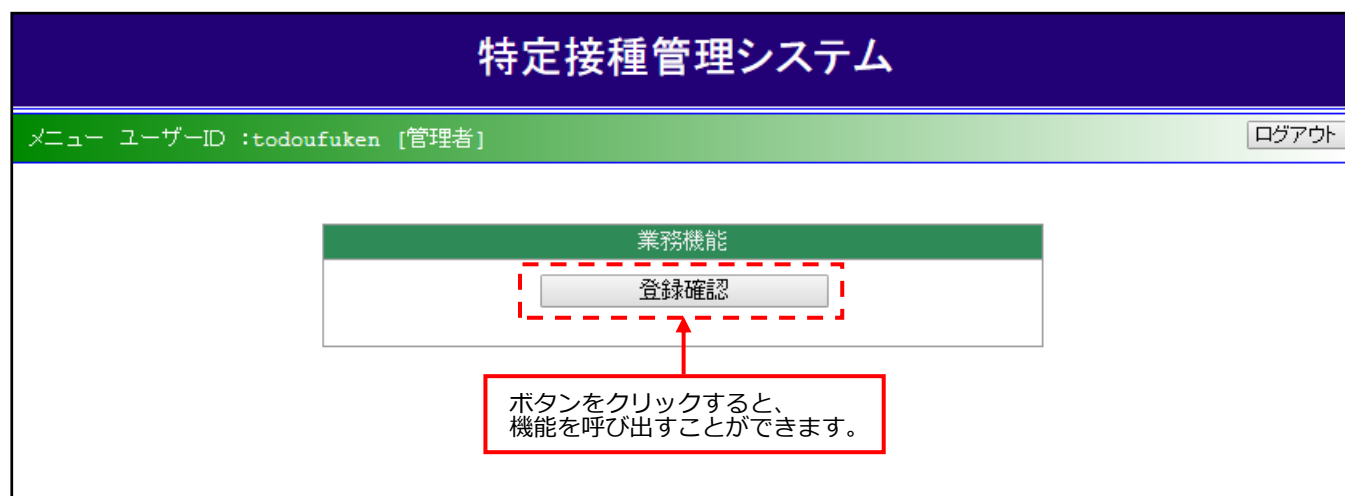 特定接種管理システム
メニュー ユーザーID :todoufuken [管理者]
ログアウト
業務機能
登録確認
ボタンをクリックすると、
機能を呼び出すことができます。